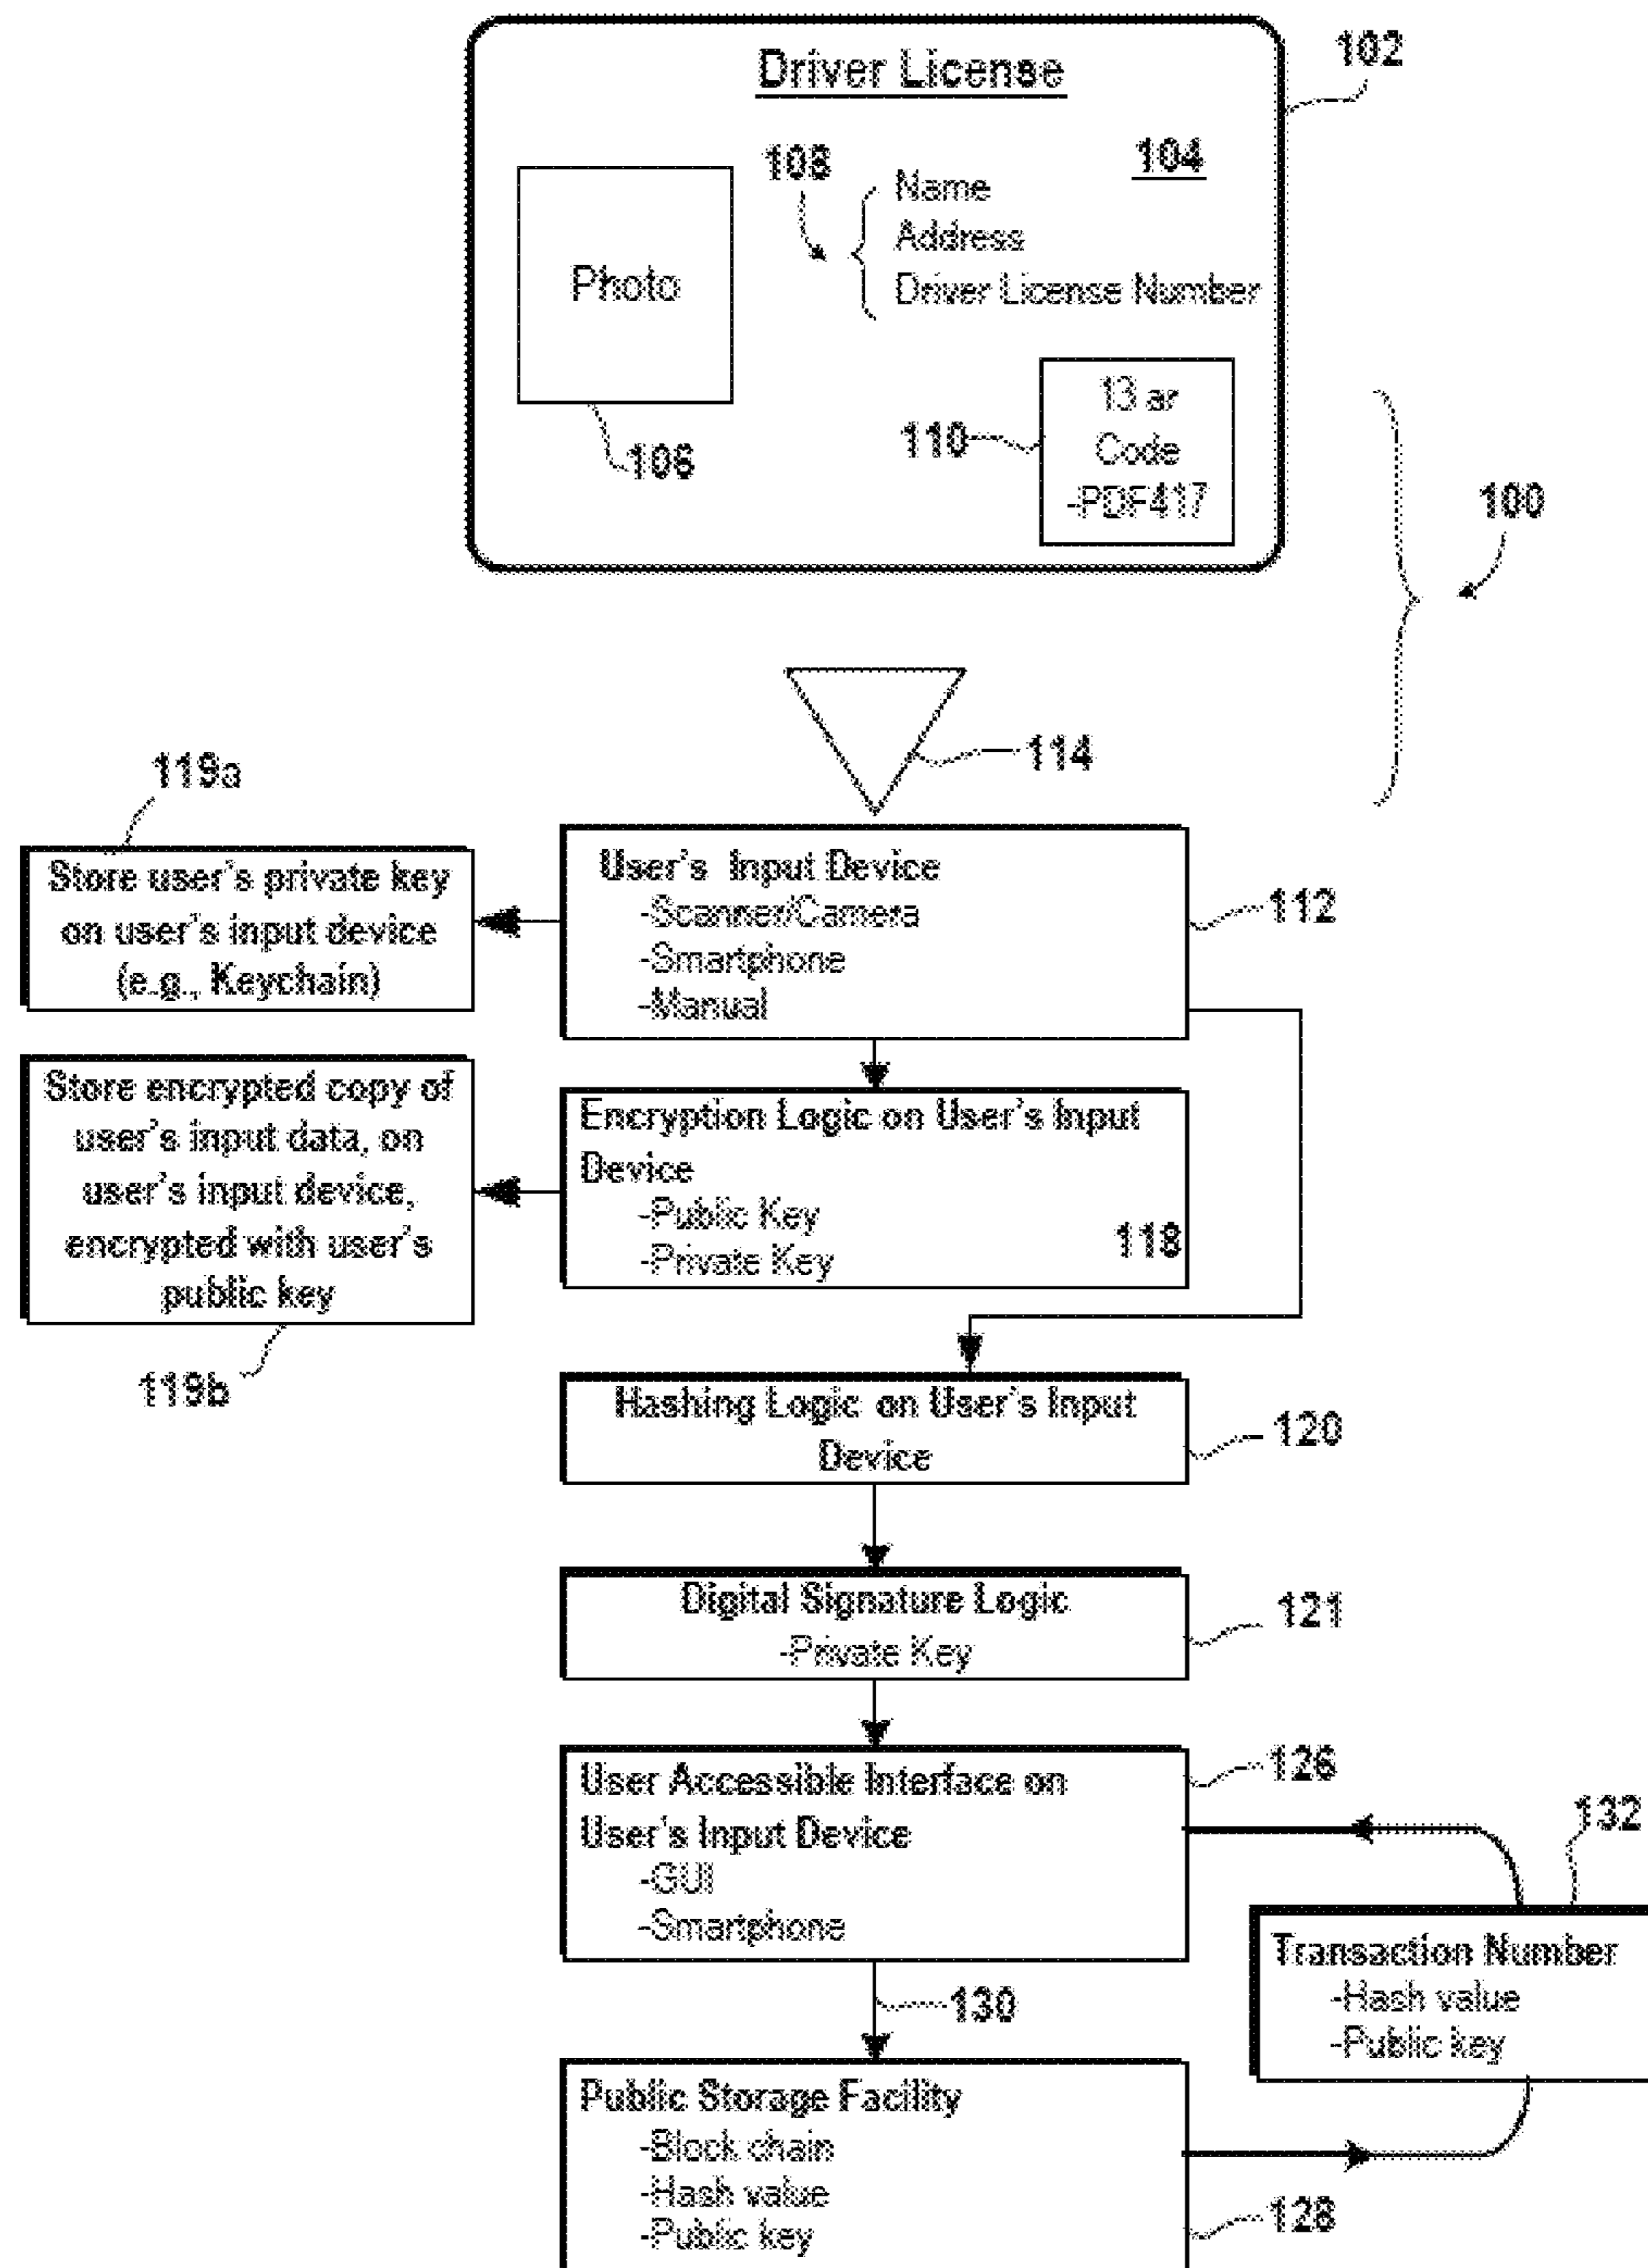 Driver License
102
104
108
Name
Address
Driver License Number
Photo
106
110
13 ar
Code
-PDF417
100
114
119a
Store user's private key
on user's input device
(e.g., Keychain)
User's Input Device
-Scanner/Camera
-Smartphone
-Manual
112
Store encrypted copy of
user's input data, on
user's input device,
encrypted with user's
public key
119b
Encryption Logic on User's Input
Device
-Public Key
-Private Key
118
Hashing Logic on User's Input
Device
120
Digital Signature Logic
-Private Key
121
User Accessible Interface on
User's Input Device
-GUI
-Smartphone
126
132
Transaction Number
-Hash value
-Public key
130
Public Storage Facility
-Block chain
-Hash value
-Public key
128